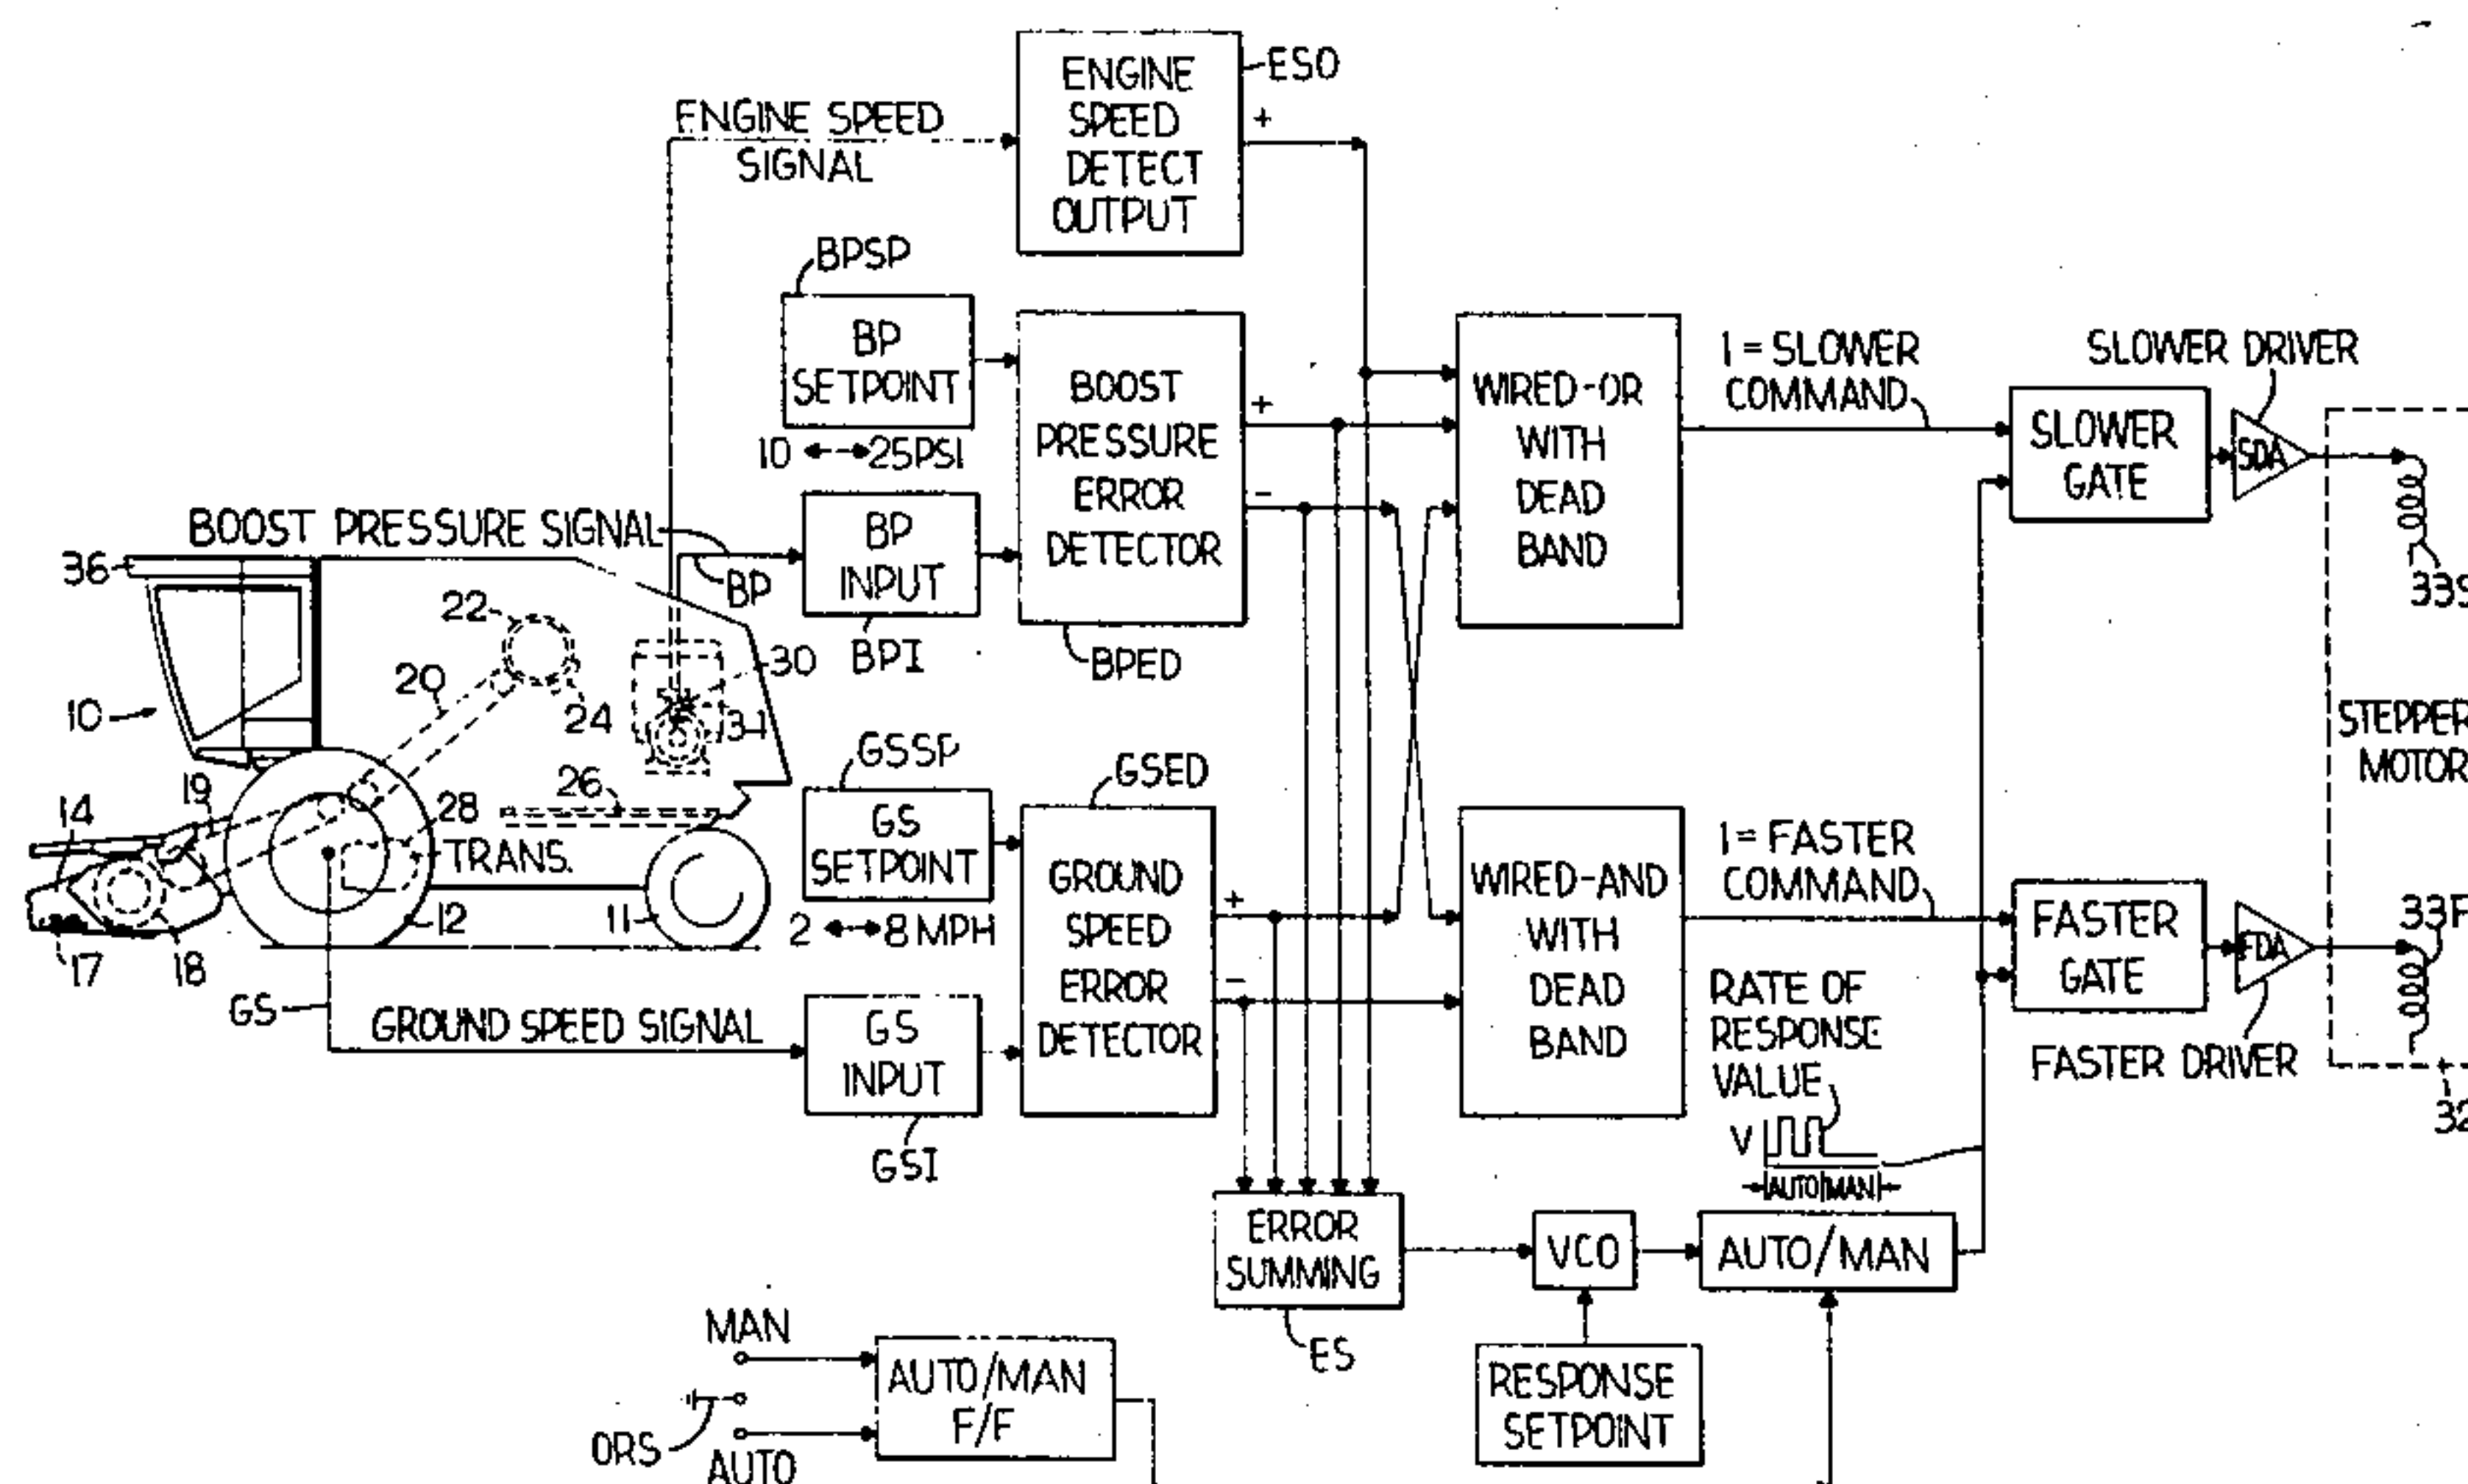 ENGINE
SPEED
DETECT
OUTPUT
ESO
+
ENGINE SPEED
SIGNAL
BPSP
BP
SETPOINT
10 ↔ 25PSI
BOOST
PRESSURE
ERROR
DETECTOR
+
-
BPED
WIRED-OR
WITH
DEAD
BAND
1 = SLOWER
COMMAND
SLOWER DRIVER
SLOWER
GATE
SDA
33S
BOOST PRESSURE SIGNAL
BP
BP
INPUT
BPI
36
22
20
24
30
31
10
19
14
26
28
TRANS.
12
11
17
18
GS
GROUND SPEED SIGNAL
GSSP
GS
SETPOINT
2 ↔ 8 MPH
GSED
GROUND
SPEED
ERROR
DETECTOR
+
-
GS
INPUT
GSI
WIRED-AND
WITH
DEAD
BAND
1 = FASTER
COMMAND
FASTER
GATE
FDA
33F
STEPPER
MOTOR
FASTER DRIVER
32
RATE OF
RESPONSE
VALUE
V
AUTO MAN
ERROR
SUMMING
ES
VCO
AUTO/MAN
RESPONSE
SETPOINT
MAN
ORS
AUTO
AUTO/MAN
F/F